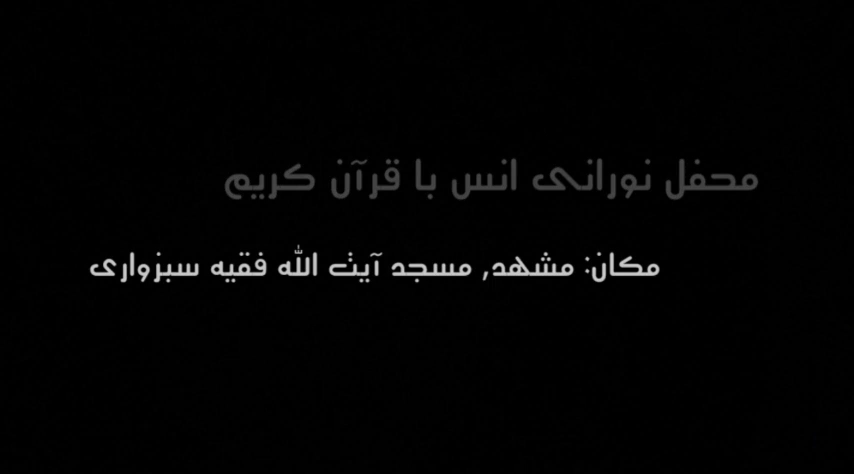 محفل نورانی انس با قرآن کریم
مکان: مشهد, مسجد آیت الله فقیه سبزواری